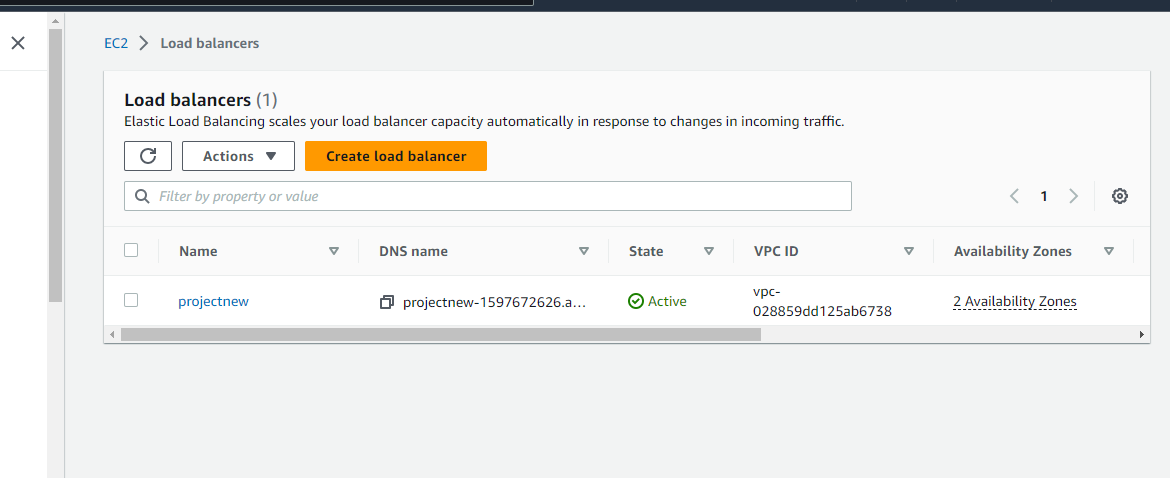 EC2 > Load balancers
Load balancers (1)
Elastic Load Balancing scales your load balancer capacity automatically in response to changes in incoming traffic.
Actions Create load balancer
Filter by property or value 1
Name DNS name State VPC ID Availability Zones
projectnew projectnew-1597672626.a... Active vpc-
028859dd125ab6738 2 Availability Zones